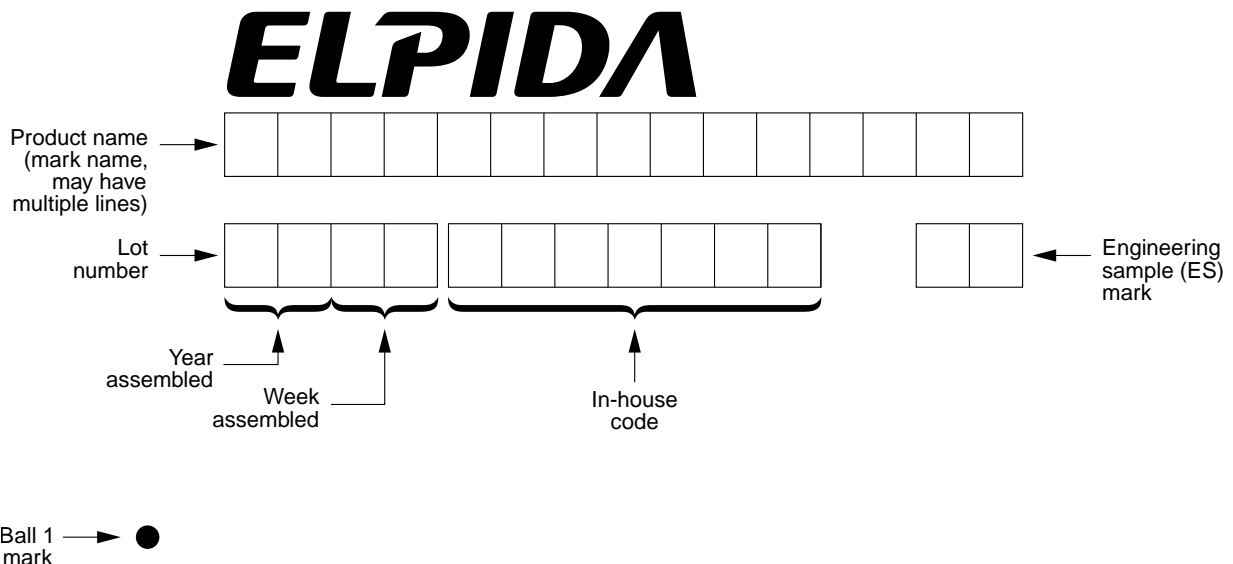 ELPIDA
Product name
(mark name,
may have
multiple lines)
Lot
number
Engineering
sample (ES)
mark
Year
assembled
Week
assembled
In-house
code
Ball 1
mark